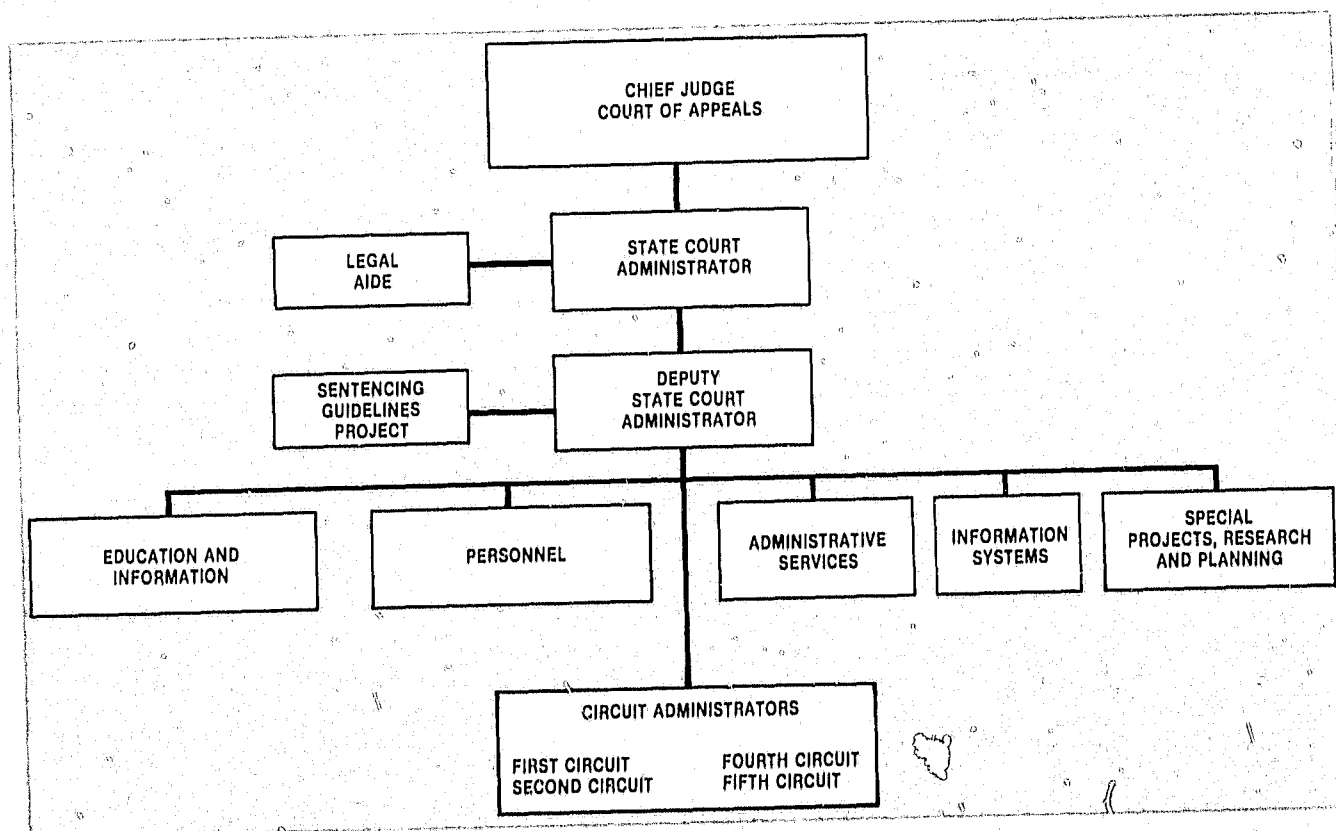 CHIEF JUDGE
COURT OF APPEALS
LEGAL
AIDE
STATE COURT
ADMINISTRATOR
SENTENCING
GUIDELINES
PROJECT
DEPUTY
STATE COURT
ADMINISTRATOR
EDUCATION AND
INFORMATION
PERSONNEL
ADMINISTRATIVE
SERVICES
INFORMATION
SYSTEMS
SPECIAL
PROJECTS, RESEARCH
AND PLANNING
CIRCUIT ADMINISTRATORS
FIRST CIRCUIT
SECOND CIRCUIT
FOURTH CIRCUIT
FIFTH CIRCUIT